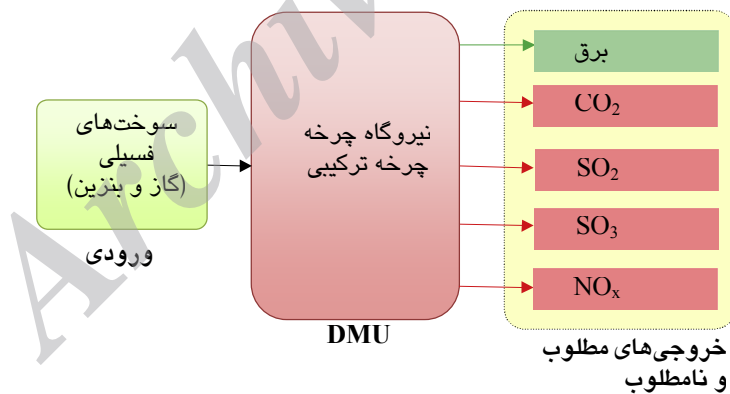 سوخت‌های
فسیلی
(گاز و بنزین)
ورودی
نیروگاه چرخه
چرخه ترکیبی
DMU
برق
CO₂
SO₂
SO₃
NOₓ
خروجی‌های مطلوب
و نامطلوب